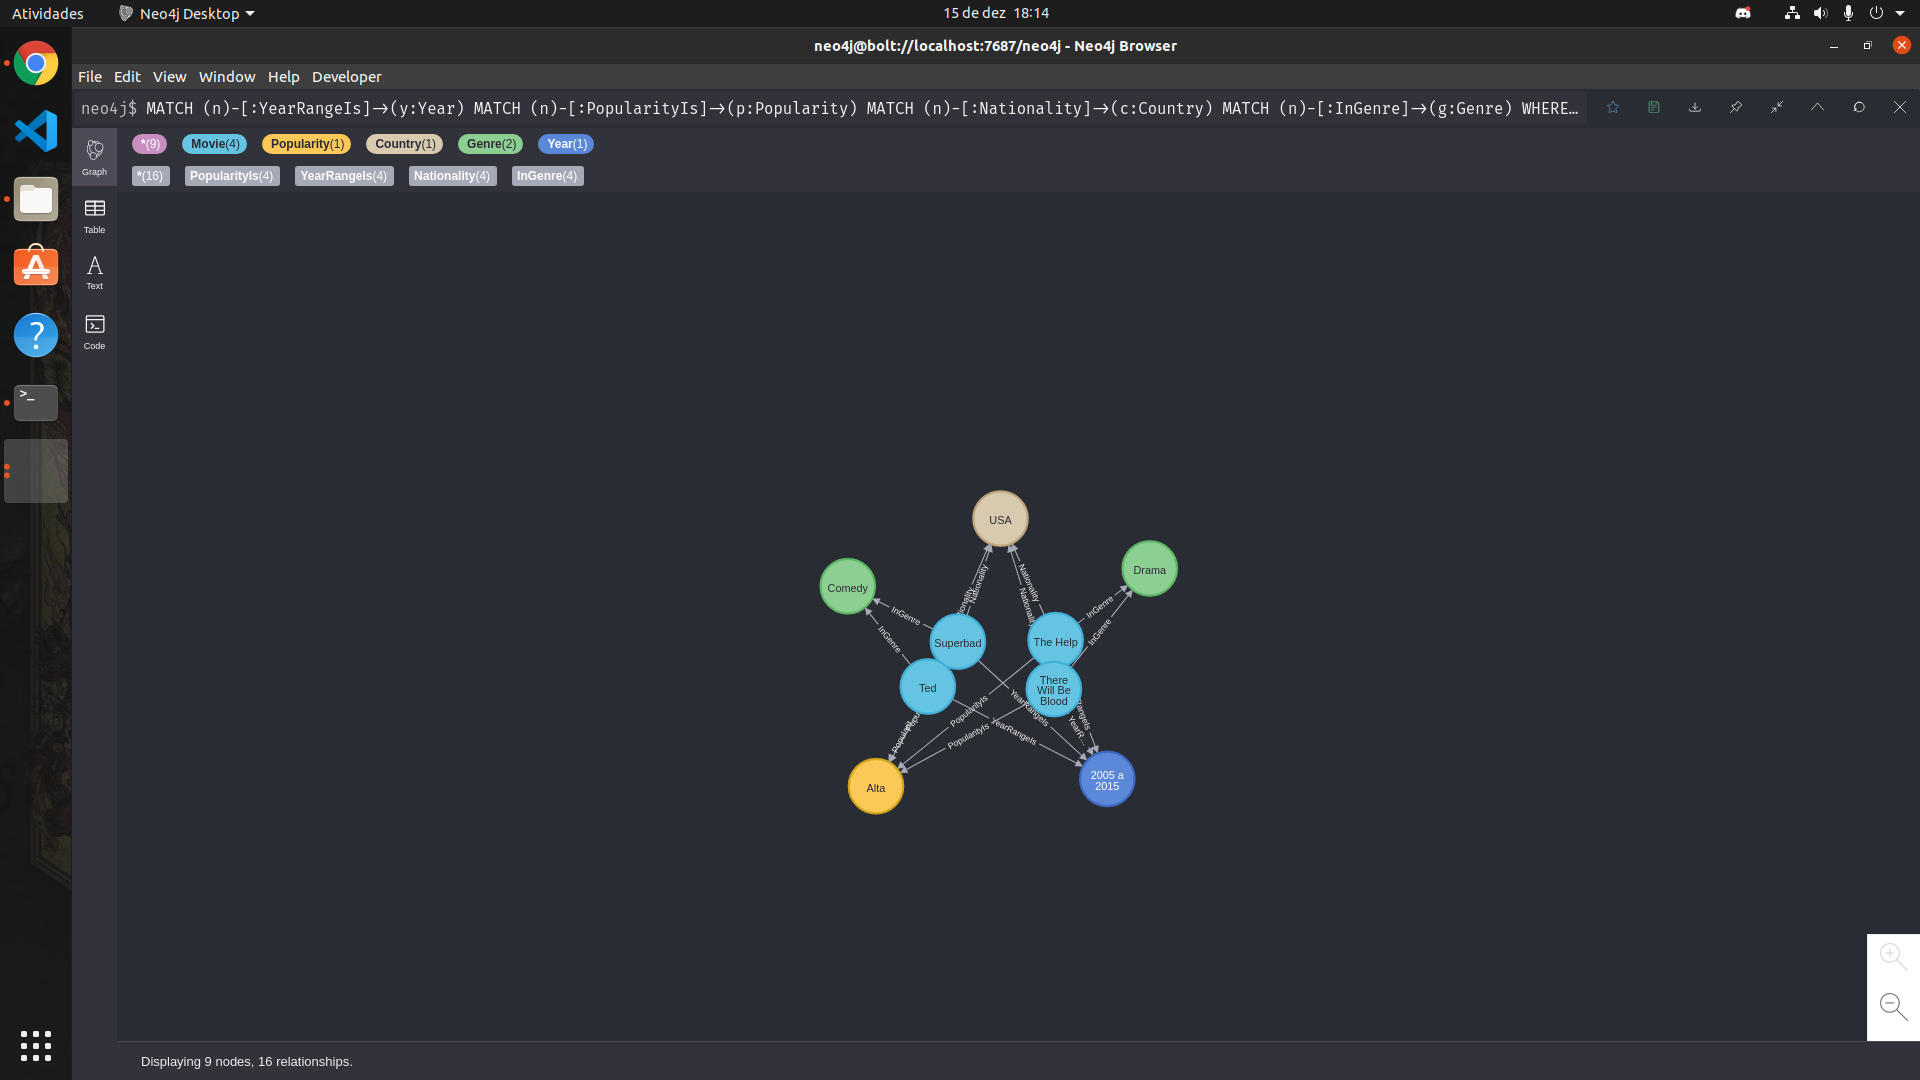 Atividades
Neo4j Desktop
15 de dez 18:14
neo4j@bolt://localhost:7687/neo4j - Neo4j Browser
File Edit View Window Help Developer
neo4j$ MATCH (n)-[:YearRangeIs]→(y:Year) MATCH (n)-[:PopularityIs]→(p:Popularity) MATCH (n)-[:Nationality]→(c:Country) MATCH (n)-[:InGenre]→(g:Genre) WHERE…
Graph
*(9) Movie(4) Popularity(1) Country(1) Genre(2) Year(1)
*(16) PopularityIs(4) YearRangeIs(4) Nationality(4) InGenre(4)
Table
Text
Code
USA
Drama
Comedy
Nationality
Nationality
InGenre
InGenre
InGenre
InGenre
Superbad
The Help
Ted
There
Will Be
Blood
PopularityIs
PopularityIs
YearRangeIs
YearRangeIs
YearR…
Alta
2005 a
2015
Displaying 9 nodes, 16 relationships.